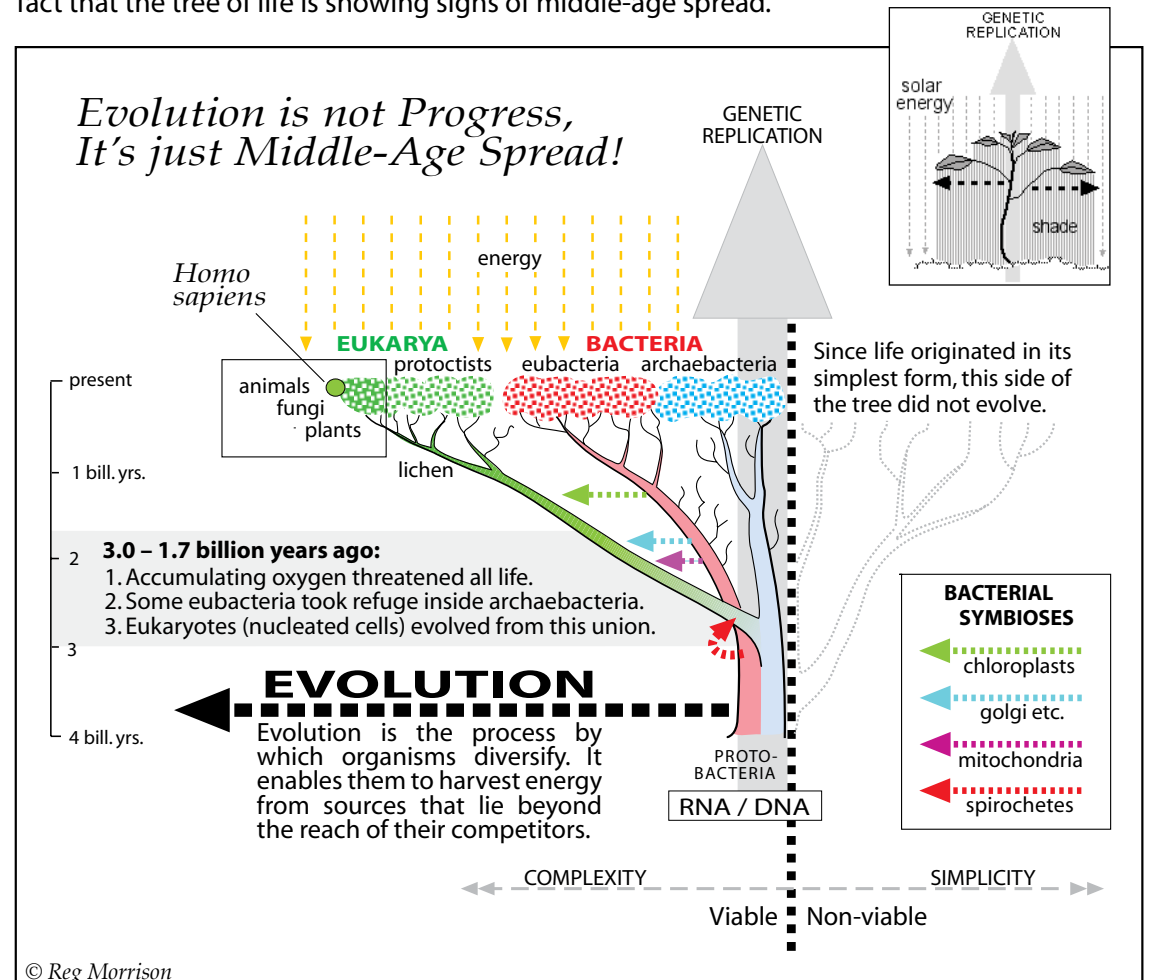 fact that the tree of life is showing signs of middle-age spread.
GENETIC
REPLICATION
solar
energy
shade
Evolution is not Progress,
It's just Middle-Age Spread!
GENETIC
REPLICATION
energy
Homo
sapiens
EUKARYA
BACTERIA
protoctists
eubacteria
archaebacteria
animals
fungi
plants
lichen
Since life originated in its
simplest form, this side of
the tree did not evolve.
present
1 bill. yrs.
2
3
4 bill. yrs.
3.0 – 1.7 billion years ago:
1. Accumulating oxygen threatened all life.
2. Some eubacteria took refuge inside archaebacteria.
3. Eukaryotes (nucleated cells) evolved from this union.
EVOLUTION
Evolution is the process by
which organisms diversify. It
enables them to harvest energy
from sources that lie beyond
the reach of their competitors.
PROTO-
BACTERIA
RNA / DNA
BACTERIAL
SYMBIOSES
chloroplasts
golgi etc.
mitochondria
spirochetes
COMPLEXITY
SIMPLICITY
Viable
Non-viable
© Reg Morrison